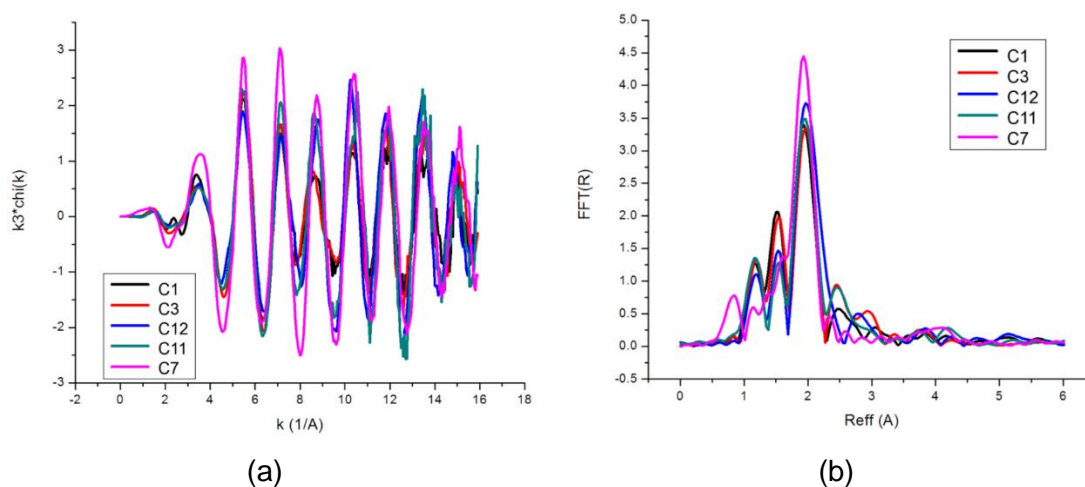 3
2
1
0
-1
-2
-3
-2 0 2 4 6 8 10 12 14 16 18
k3*chi(k)
k (1/A)
C1
C3
C12
C11
C7
(a)
5.0
4.5
4.0
3.5
3.0
2.5
2.0
1.5
1.0
0.5
0.0
-0.5
0 1 2 3 4 5 6
FFT(R)
Reff (A)
C1
C3
C12
C11
C7
(b)